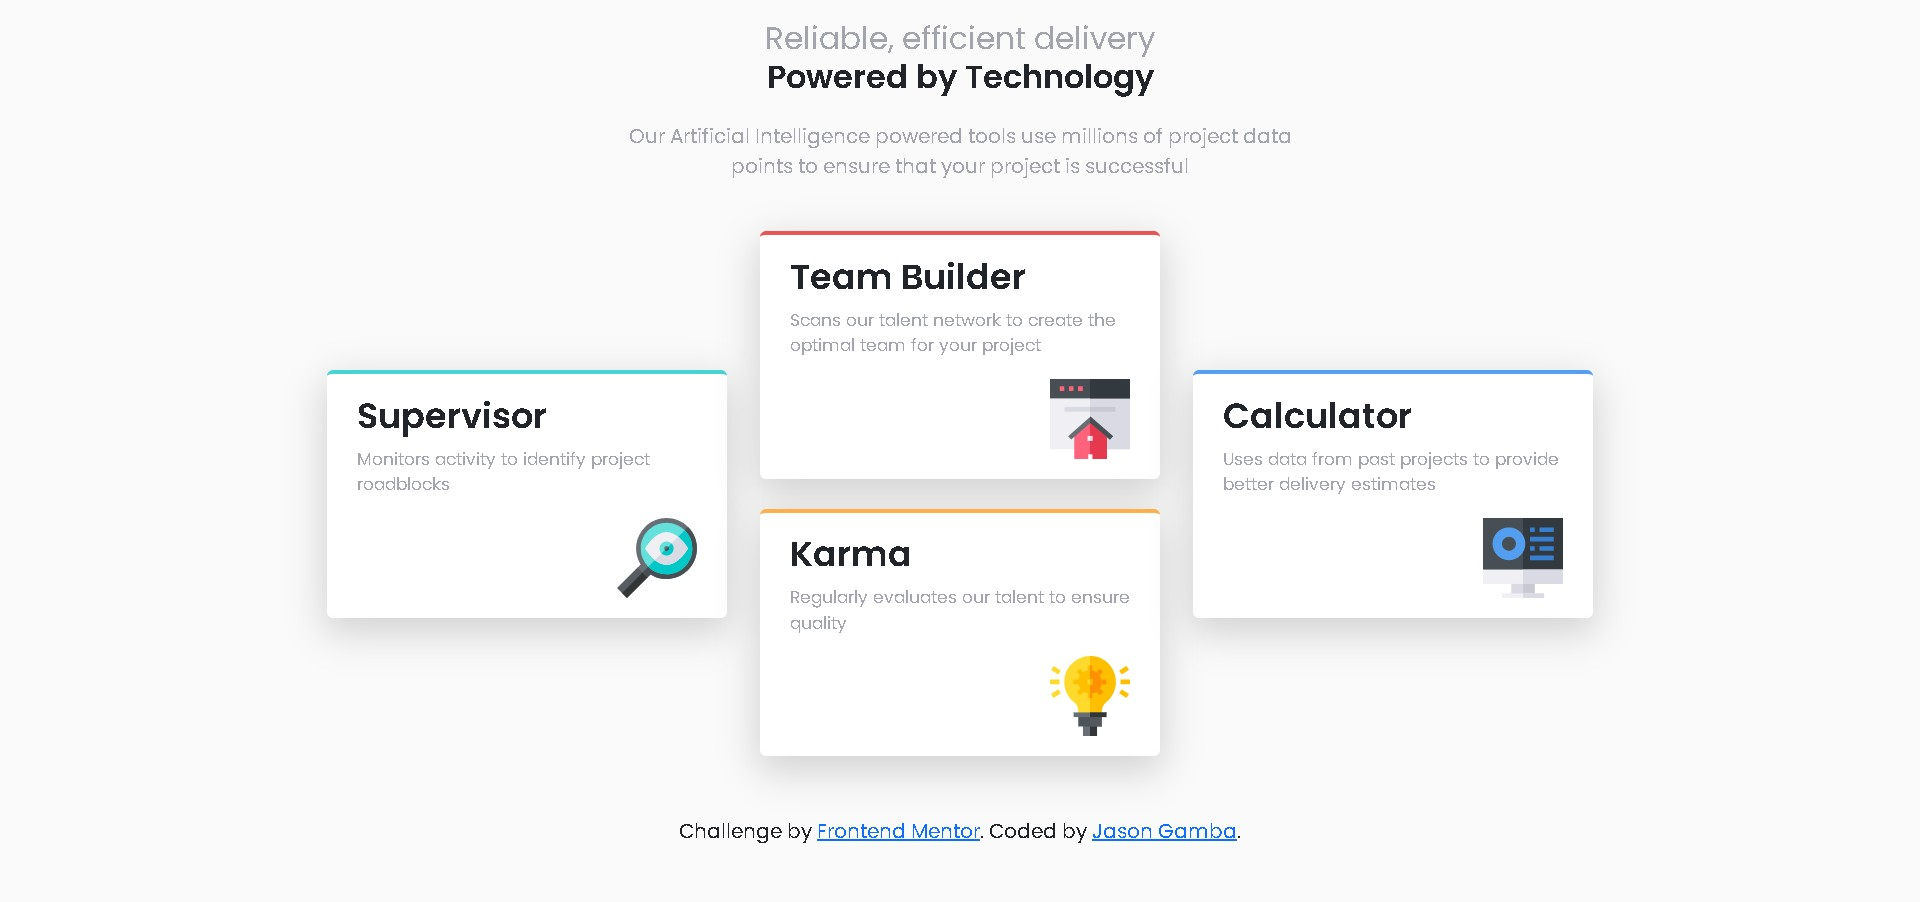 Reliable, efficient delivery
Powered by Technology
Our Artificial Intelligence powered tools use millions of project data
points to ensure that your project is successful
Supervisor
Monitors activity to identify project
roadblocks
Team Builder
Scans our talent network to create the
optimal team for your project
Karma
Regularly evaluates our talent to ensure
quality
Calculator
Uses data from past projects to provide
better delivery estimates
Challenge by Frontend Mentor. Coded by Jason Gamba.